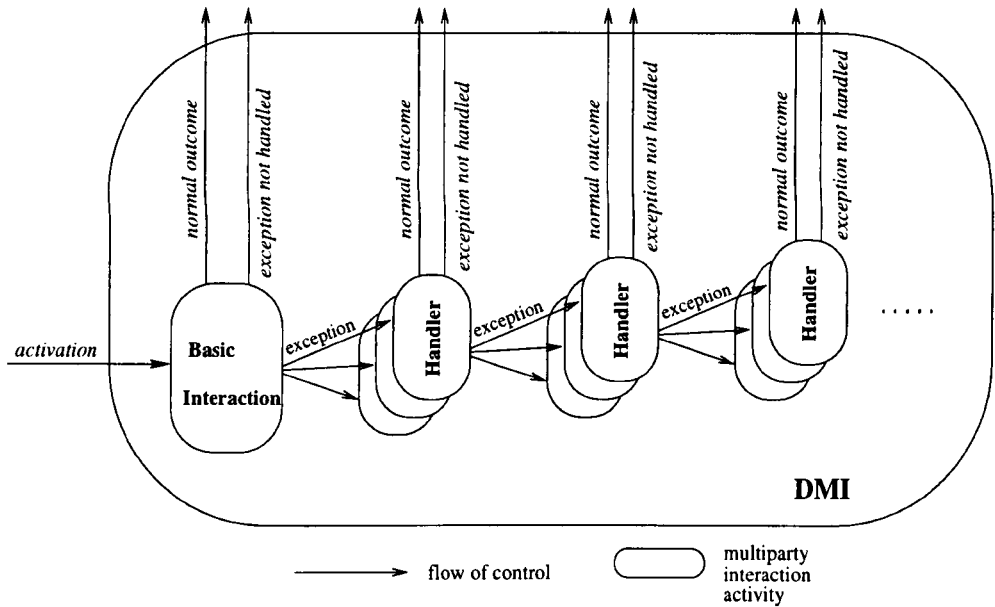 normal outcome
exception not handled
normal outcome
exception not handled
normal outcome
exception not handled
normal outcome
exception not handled
activation
Basic
Interaction
exception
Handler
exception
Handler
exception
Handler
.....
DMI
flow of control
multiparty
interaction
activity